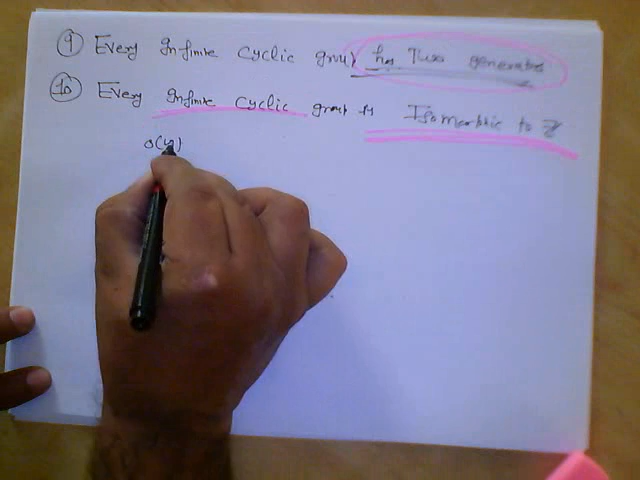 9 Every Infinite cyclic group has Two generators
10 Every Infinite cyclic group is Isomorphic to Z